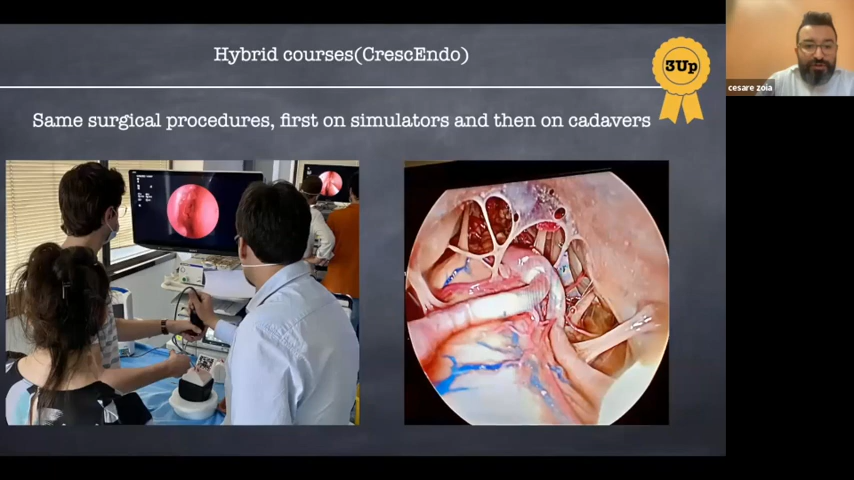 Hybrid courses(CrescEndo)
3Up
cesare zoia
Same surgical procedures, first on simulators and then on cadavers